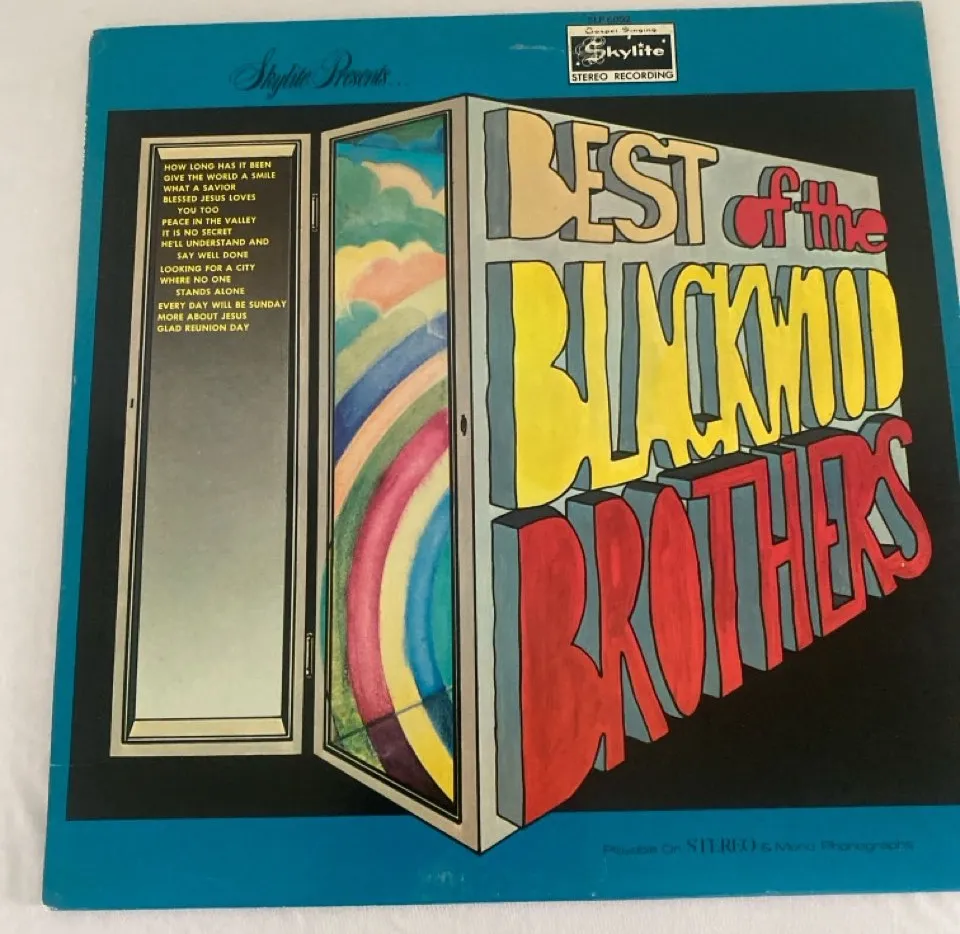 SLP 6092
Gospel Singing
Skylite
STEREO RECORDING
Skylite Presents...
HOW LONG HAS IT BEEN
GIVE THE WORLD A SMILE
WHAT A SAVIOR
BLESSED JESUS LOVES
YOU TOO
PEACE IN THE VALLEY
IT IS NO SECRET
HE'LL UNDERSTAND AND
SAY WELL DONE
LOOKING FOR A CITY
WHERE NO ONE
STANDS ALONE
EVERY DAY WILL BE SUNDAY
MORE ABOUT JESUS
GLAD REUNION DAY
BEST of the
BLACKWOOD
BROTHERS
Playable On STEREO & Mono Phonographs